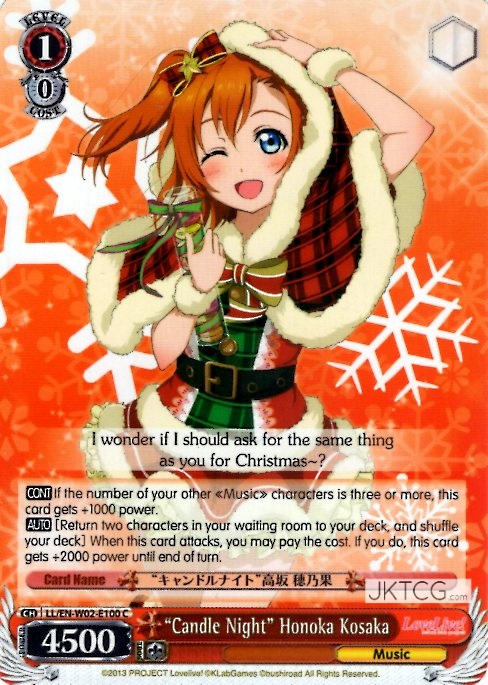 LEVEL
1
0
COST
I wonder if I should ask for the same thing
as you for Christmas~?
CONT If the number of your other «Music» characters is three or more, this
card gets +1000 power.
AUTO [Return two characters in your waiting room to your deck, and shuffle
your deck] When this card attacks, you may pay the cost. If you do, this card
gets +2000 power until end of turn.
Card Name
“キャンドルナイト”高坂 穂乃果
JKTCG.com
CH LL/EN-W02-E100 C
POWER
4500
SOUL
“Candle Night” Honoka Kosaka
LoveLive!
Music
©2013 PROJECT Lovelive! ©KLabGames ©bushiroad All Rights Reserved.